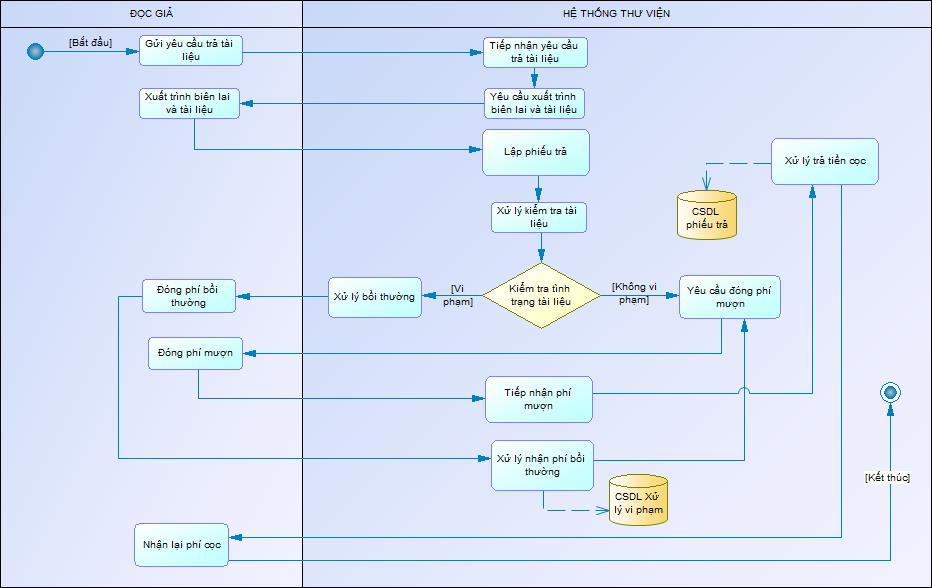 ĐỌC GIẢ
HỆ THỐNG THƯ VIỆN
[Bắt đầu]
Gửi yêu cầu trả tài
liệu
Tiếp nhận yêu cầu
trả tài liệu
Xuất trình biên lai
và tài liệu
Yêu cầu xuất trình
biên lai và tài liệu
Lập phiếu trả
Xử lý trả tiền cọc
CSDL
phiếu trả
Xử lý kiểm tra tài
liệu
Đóng phí bồi
thường
Xử lý bồi thường
[Vi
phạm]
Kiểm tra tình
trạng tài liệu
[Không vi
phạm]
Yêu cầu đóng phí
mượn
Đóng phí mượn
Tiếp nhận phí
mượn
Xử lý nhận phí bồi
thường
[Kết thúc]
CSDL Xử
lý vi phạm
Nhận lại phí cọc